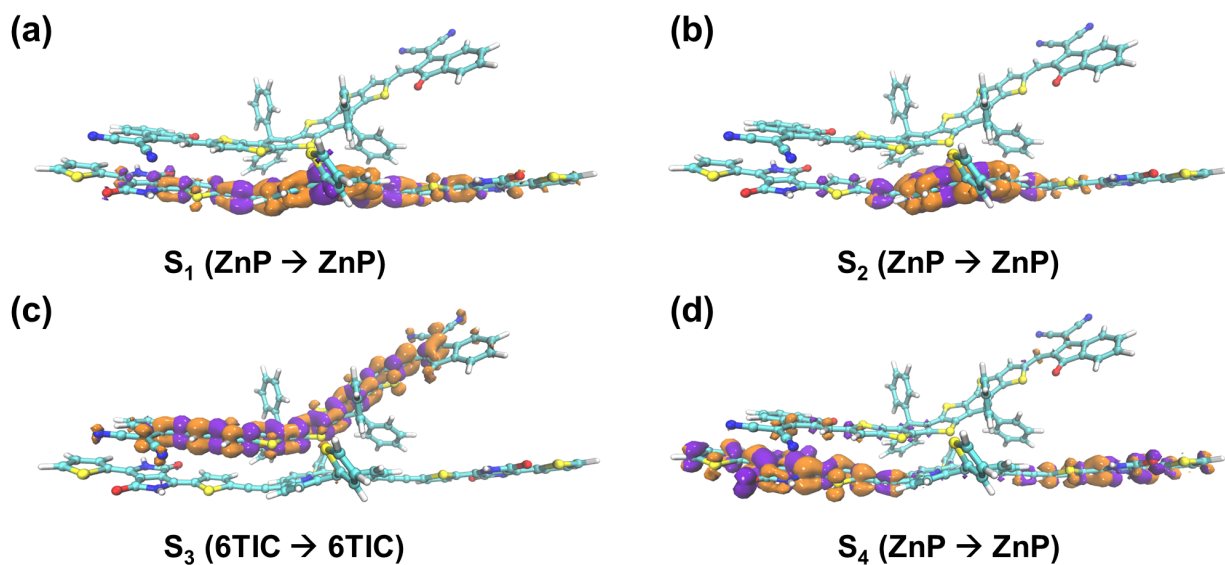 (a)
(b)
S₁ (ZnP → ZnP)
S₂ (ZnP → ZnP)
(c)
(d)
S₃ (6TIC → 6TIC)
S₄ (ZnP → ZnP)